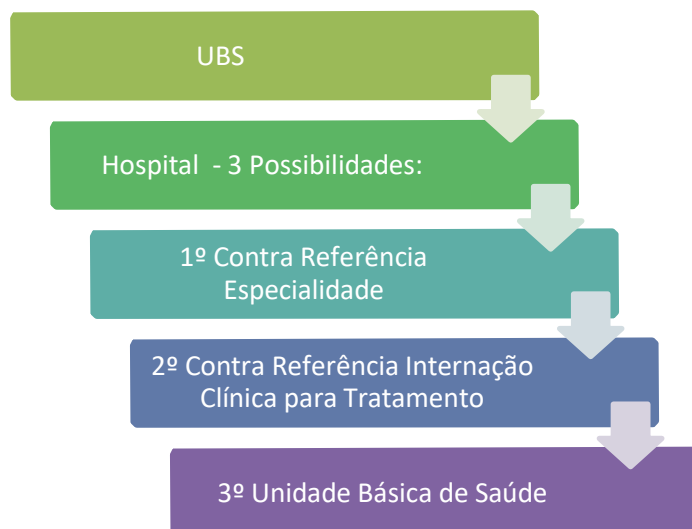 UBS
Hospital - 3 Possibilidades:
1º Contra Referência
Especialidade
2º Contra Referência Internação
Clínica para Tratamento
3º Unidade Básica de Saúde